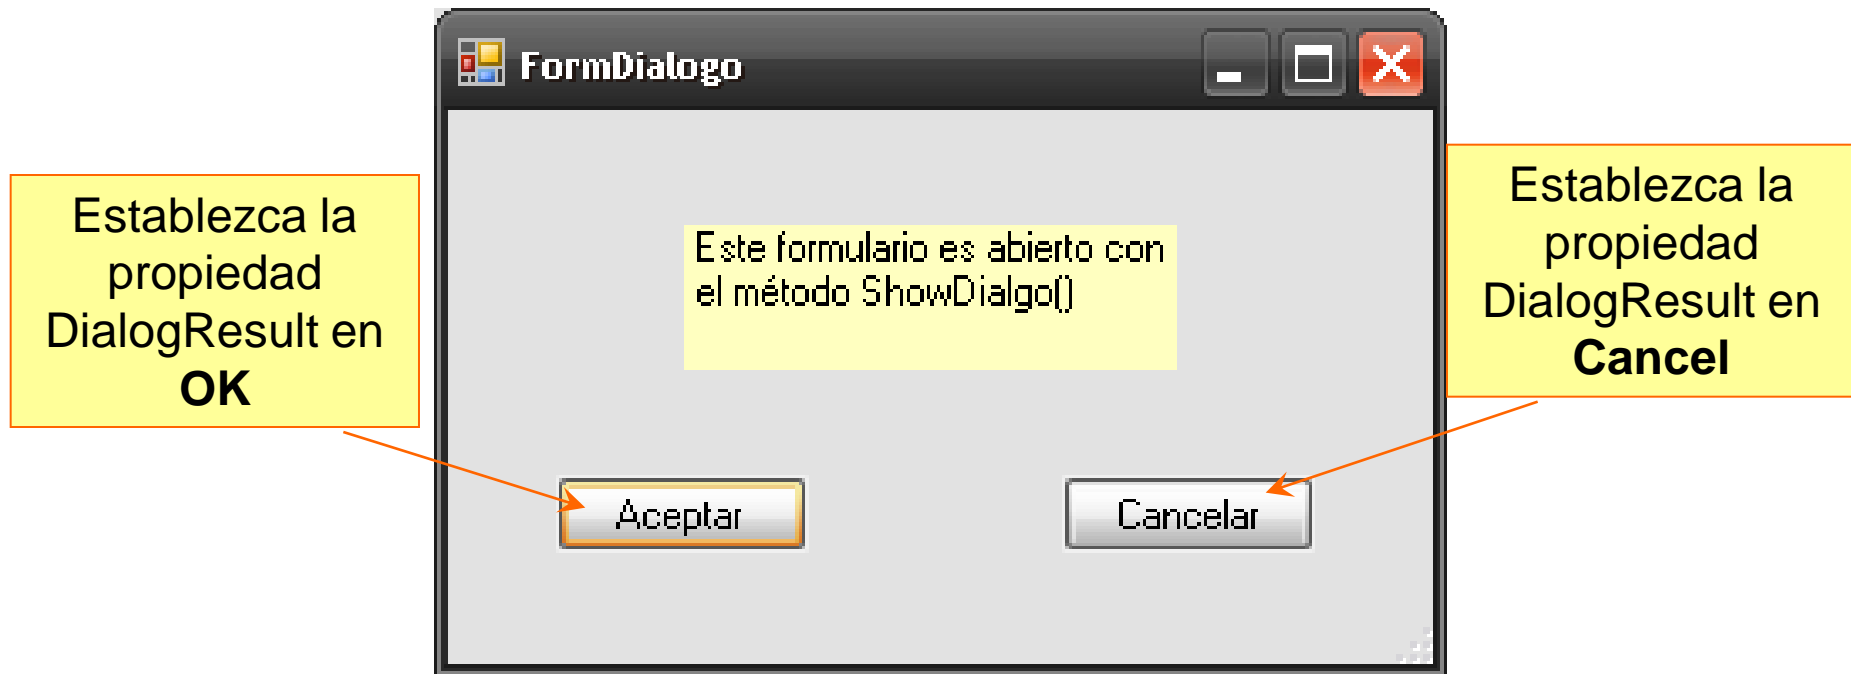 FormDialogo
Establezca la
propiedad
DialogResult en
OK
Este formulario es abierto con
el método ShowDialgo()
Establezca la
propiedad
DialogResult en
Cancel
Aceptar
Cancelar